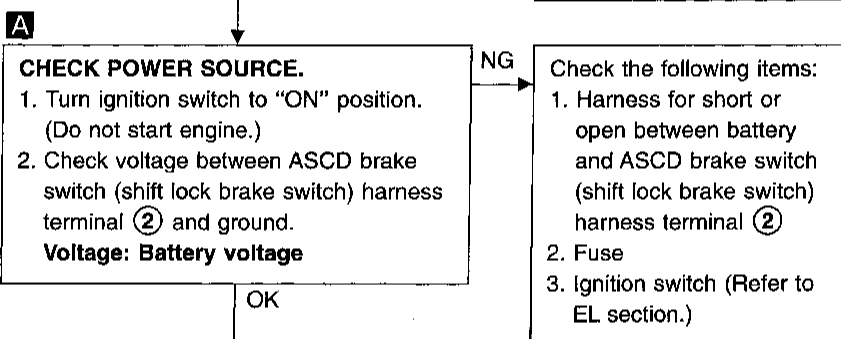 A
CHECK POWER SOURCE.
1. Turn ignition switch to “ON” position.
(Do not start engine.)
2. Check voltage between ASCD brake
switch (shift lock brake switch) harness
terminal ② and ground.
Voltage: Battery voltage
NG
OK
Check the following items:
1. Harness for short or
open between battery
and ASCD brake switch
(shift lock brake switch)
harness terminal ②
2. Fuse
3. Ignition switch (Refer to
EL section.)